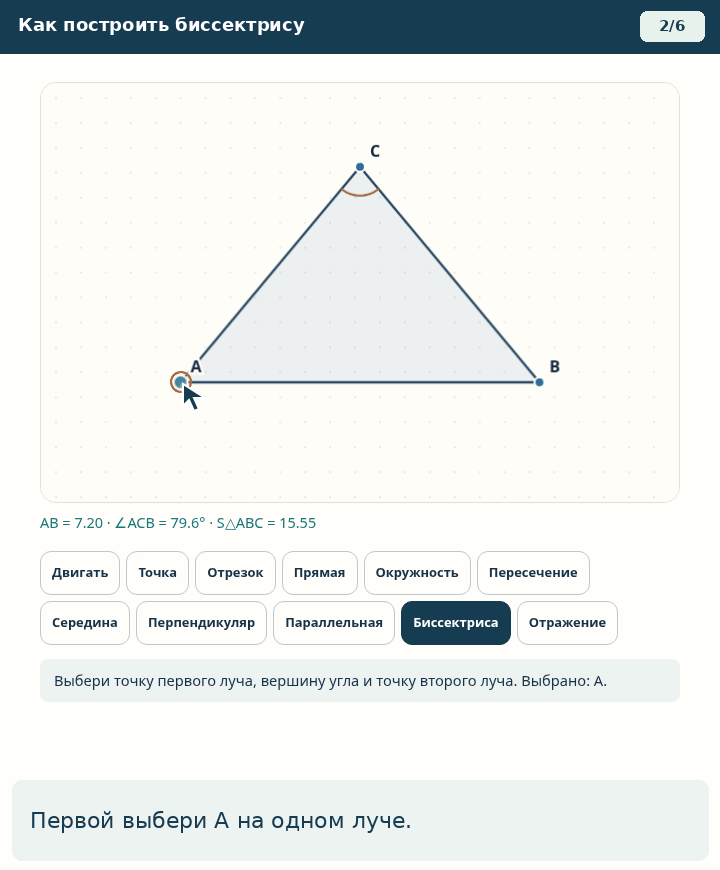 Как построить биссектрису
2/6
C
A
B
AB = 7.20 · ∠ACB = 79.6° · S△ABC = 15.55
Двигать Точка Отрезок Прямая Окружность Пересечение
Середина Перпендикуляр Параллельная Биссектриса Отражение
Выбери точку первого луча, вершину угла и точку второго луча. Выбрано: A.
Первой выбери A на одном луче.